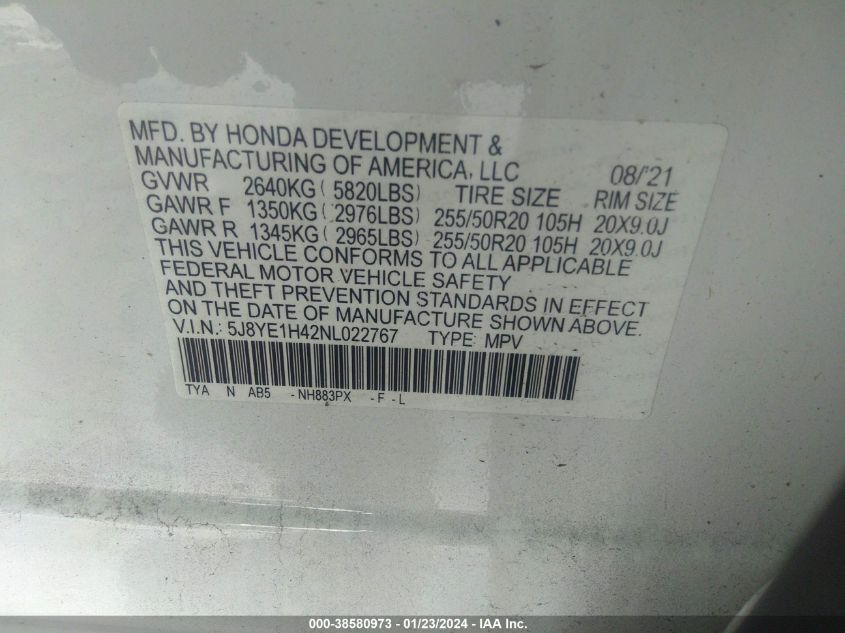 MFD. BY HONDA DEVELOPMENT &
MANUFACTURING OF AMERICA, LLC 08/'21
GVWR 2640KG ( 5820LBS) TIRE SIZE RIM SIZE
GAWR F 1350KG ( 2976LBS) 255/50R20 105H 20X9.0J
GAWR R 1345KG ( 2965LBS) 255/50R20 105H 20X9.0J
THIS VEHICLE CONFORMS TO ALL APPLICABLE
FEDERAL MOTOR VEHICLE SAFETY
AND THEFT PREVENTION STANDARDS IN EFFECT
ON THE DATE OF MANUFACTURE SHOWN ABOVE.
V.I.N.: 5J8YE1H42NL022767 TYPE: MPV
TYA N AB5 -NH883PX -F -L
000-38580973 - 01/23/2024 - IAA Inc.